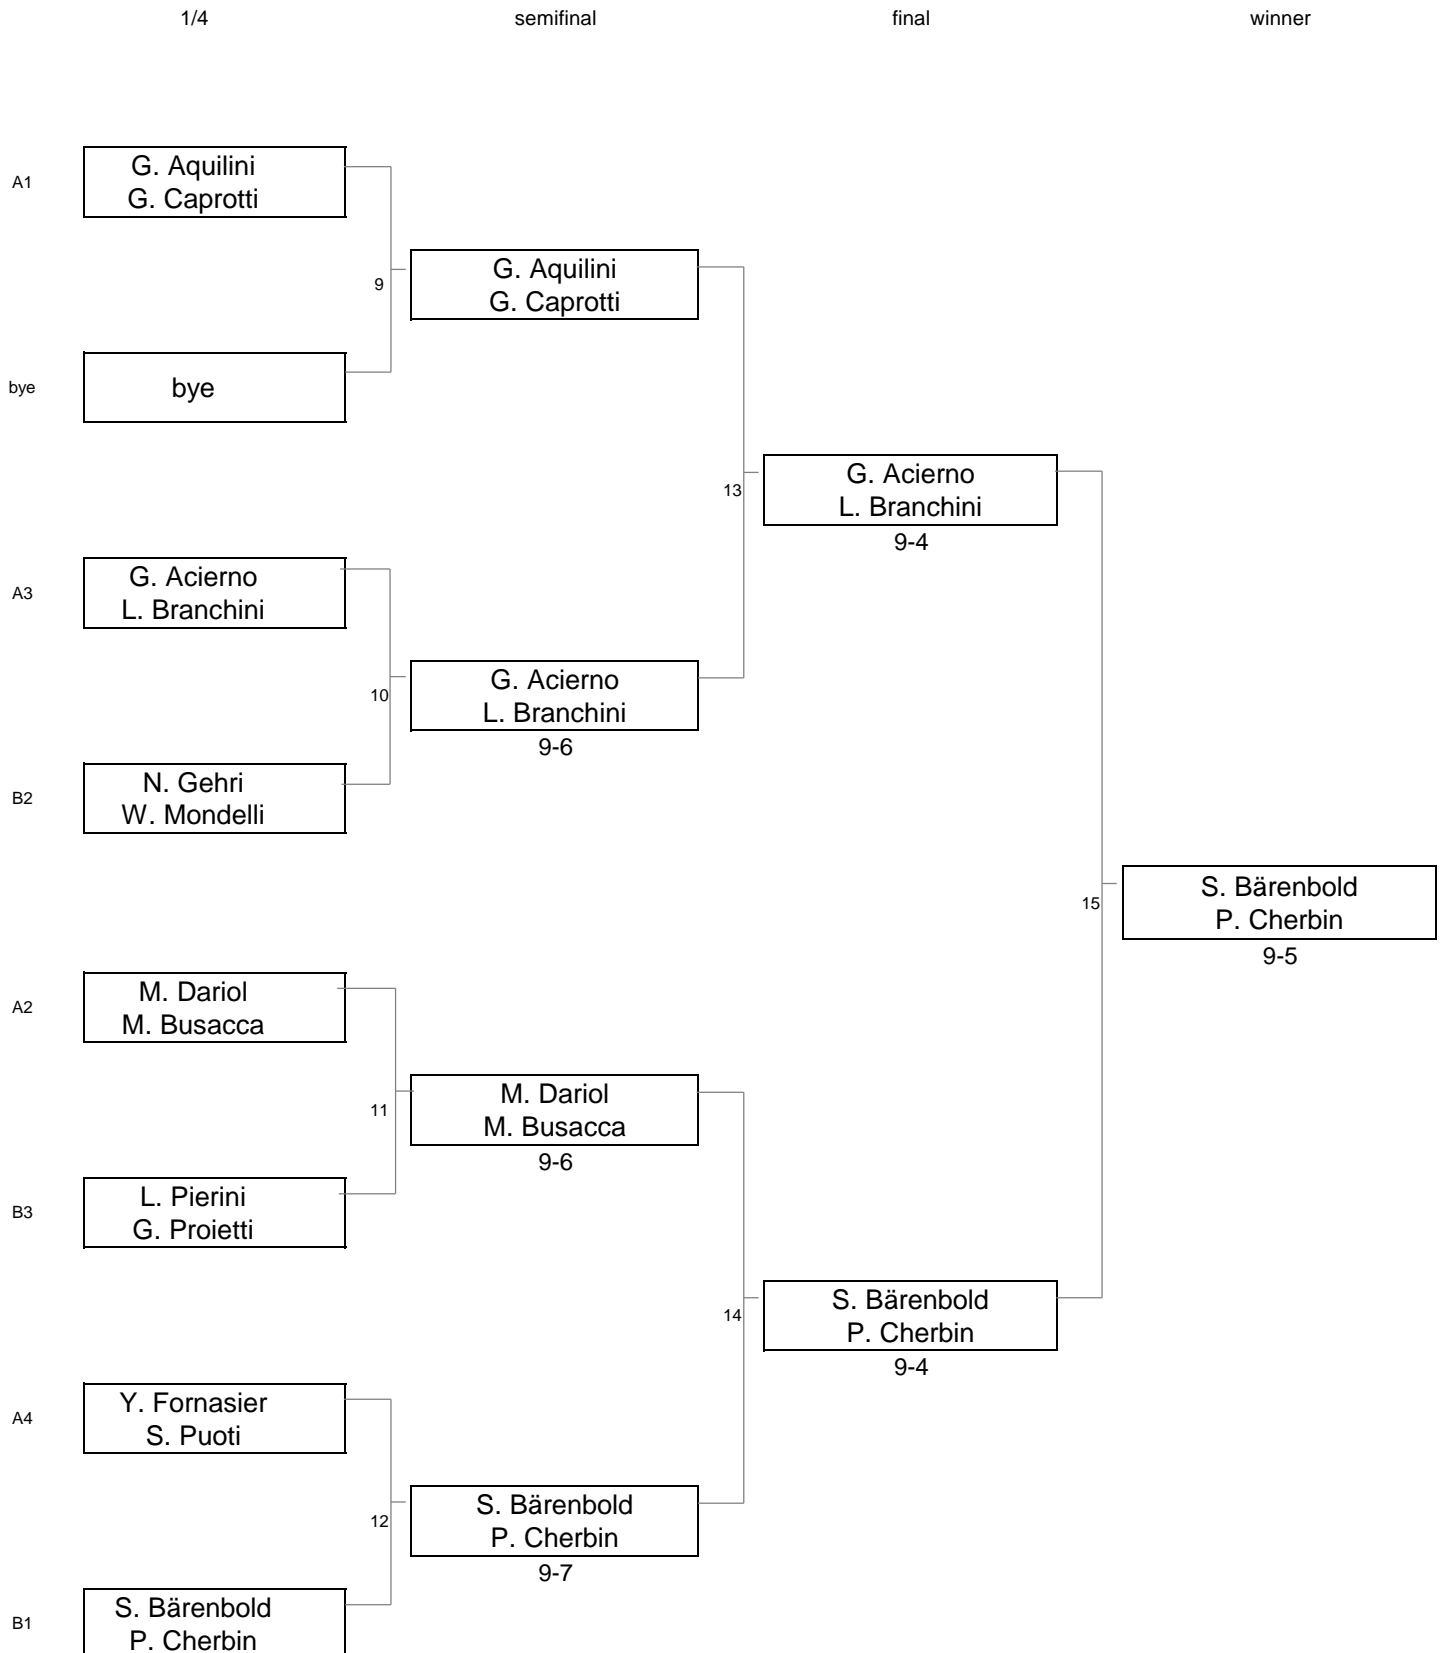 1/4 semifinal final winner
A1
G. Aquilini
G. Caprotti
9
G. Aquilini
G. Caprotti
bye
bye
13
G. Acierno
L. Branchini
9-4
A3
G. Acierno
L. Branchini
10
G. Acierno
L. Branchini
9-6
B2
N. Gehri
W. Mondelli
15
S. Bärenbold
P. Cherbin
9-5
A2
M. Dariol
M. Busacca
11
M. Dariol
M. Busacca
9-6
B3
L. Pierini
G. Proietti
14
S. Bärenbold
P. Cherbin
9-4
A4
Y. Fornasier
S. Puoti
12
S. Bärenbold
P. Cherbin
9-7
B1
S. Bärenbold
P. Cherbin